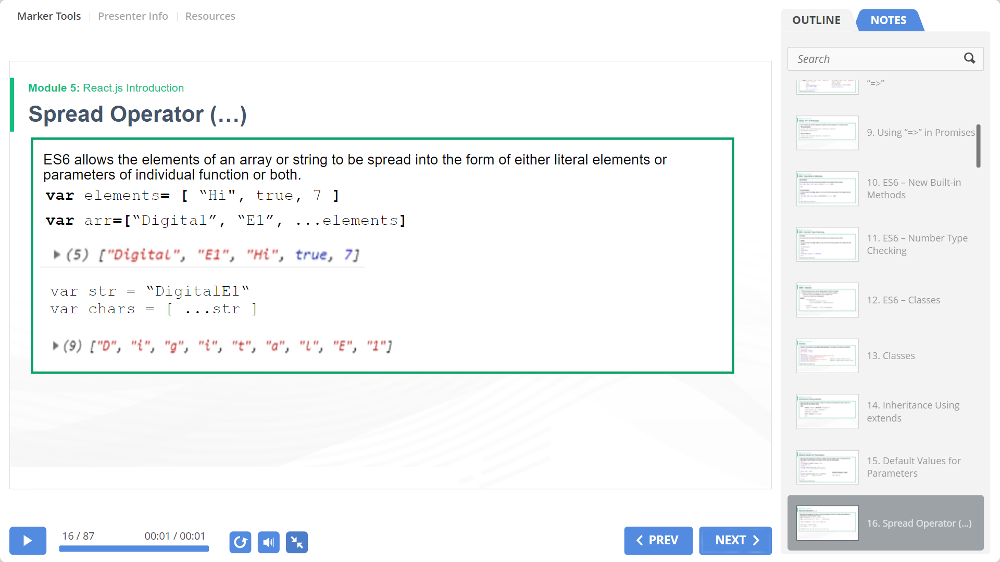 Marker Tools
Presenter Info
Resources
OUTLINE
NOTES
Search
Module 5: React.js Introduction
Spread Operator (...)
ES6 allows the elements of an array or string to be spread into the form of either literal elements or
parameters of individual function or both.
var elements= [ “Hi", true, 7 ]
var arr=[“Digital”, “E1”, ...elements]
(5) ["Digital", "E1", "Hi", true, 7]
var str = “DigitalE1“
var chars = [ ...str ]
(9) ["D", "i", "g", "i", "t", "a", "l", "E", "1"]
“=>”
9. Using “=>” in Promises
10. ES6 – New Built-in
Methods
11. ES6 – Number Type
Checking
12. ES6 – Classes
13. Classes
14. Inheritance Using
extends
15. Default Values for
Parameters
16. Spread Operator (...)
16 / 87
00:01 / 00:01
PREV
NEXT